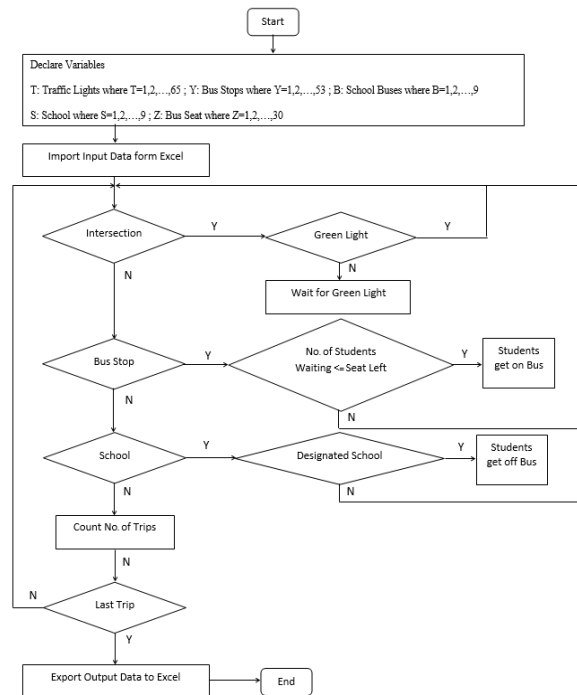 Start
Declare Variables
T: Traffic Lights where T=1,2,…,65 ; Y: Bus Stops where Y=1,2,…,53 ; B: School Buses where B=1,2,…,9
S: School where S=1,2,…,9 ; Z: Bus Seat where Z=1,2,…,30
Import Input Data form Excel
Intersection
Y
Green Light
Y
N
N
Wait for Green Light
Bus Stop
Y
No. of Students
Waiting <= Seat Left
Y
Students
get on Bus
N
N
School
Y
Designated School
Y
Students
get off Bus
N
N
Count No. of Trips
N
N
Last Trip
Y
Export Output Data to Excel
End